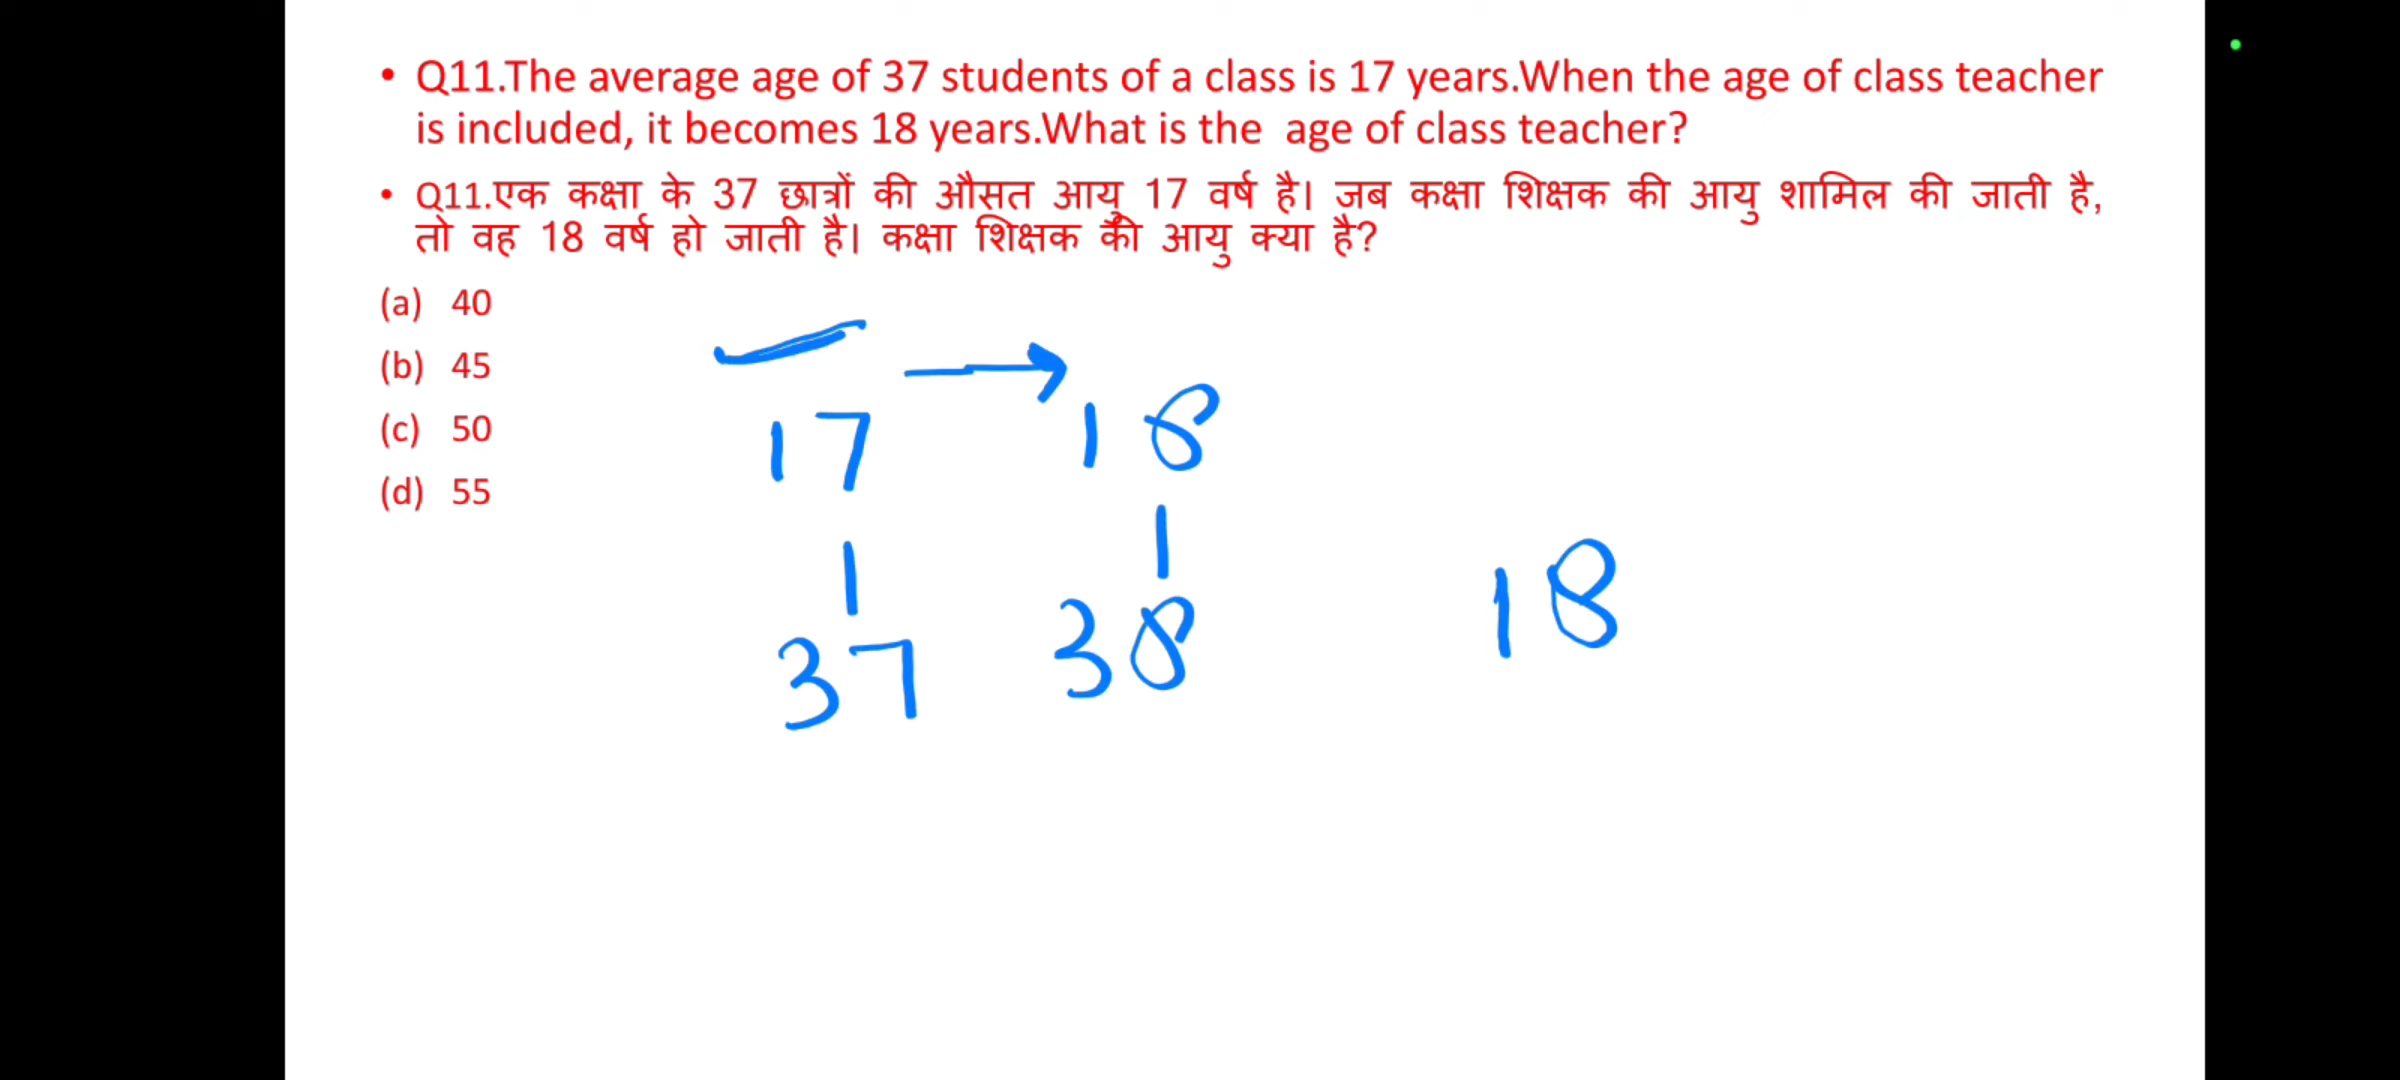 • Q11.The average age of 37 students of a class is 17 years.When the age of class teacher
is included, it becomes 18 years.What is the age of class teacher?
• Q11.एक कक्षा के 37 छात्रों की औसत आयु 17 वर्ष है। जब कक्षा शिक्षक की आयु शामिल की जाती है,
तो वह 18 वर्ष हो जाती है। कक्षा शिक्षक की आयु क्या है?
(a) 40
(b) 45
(c) 50
(d) 55
17 → 18
37 38
18